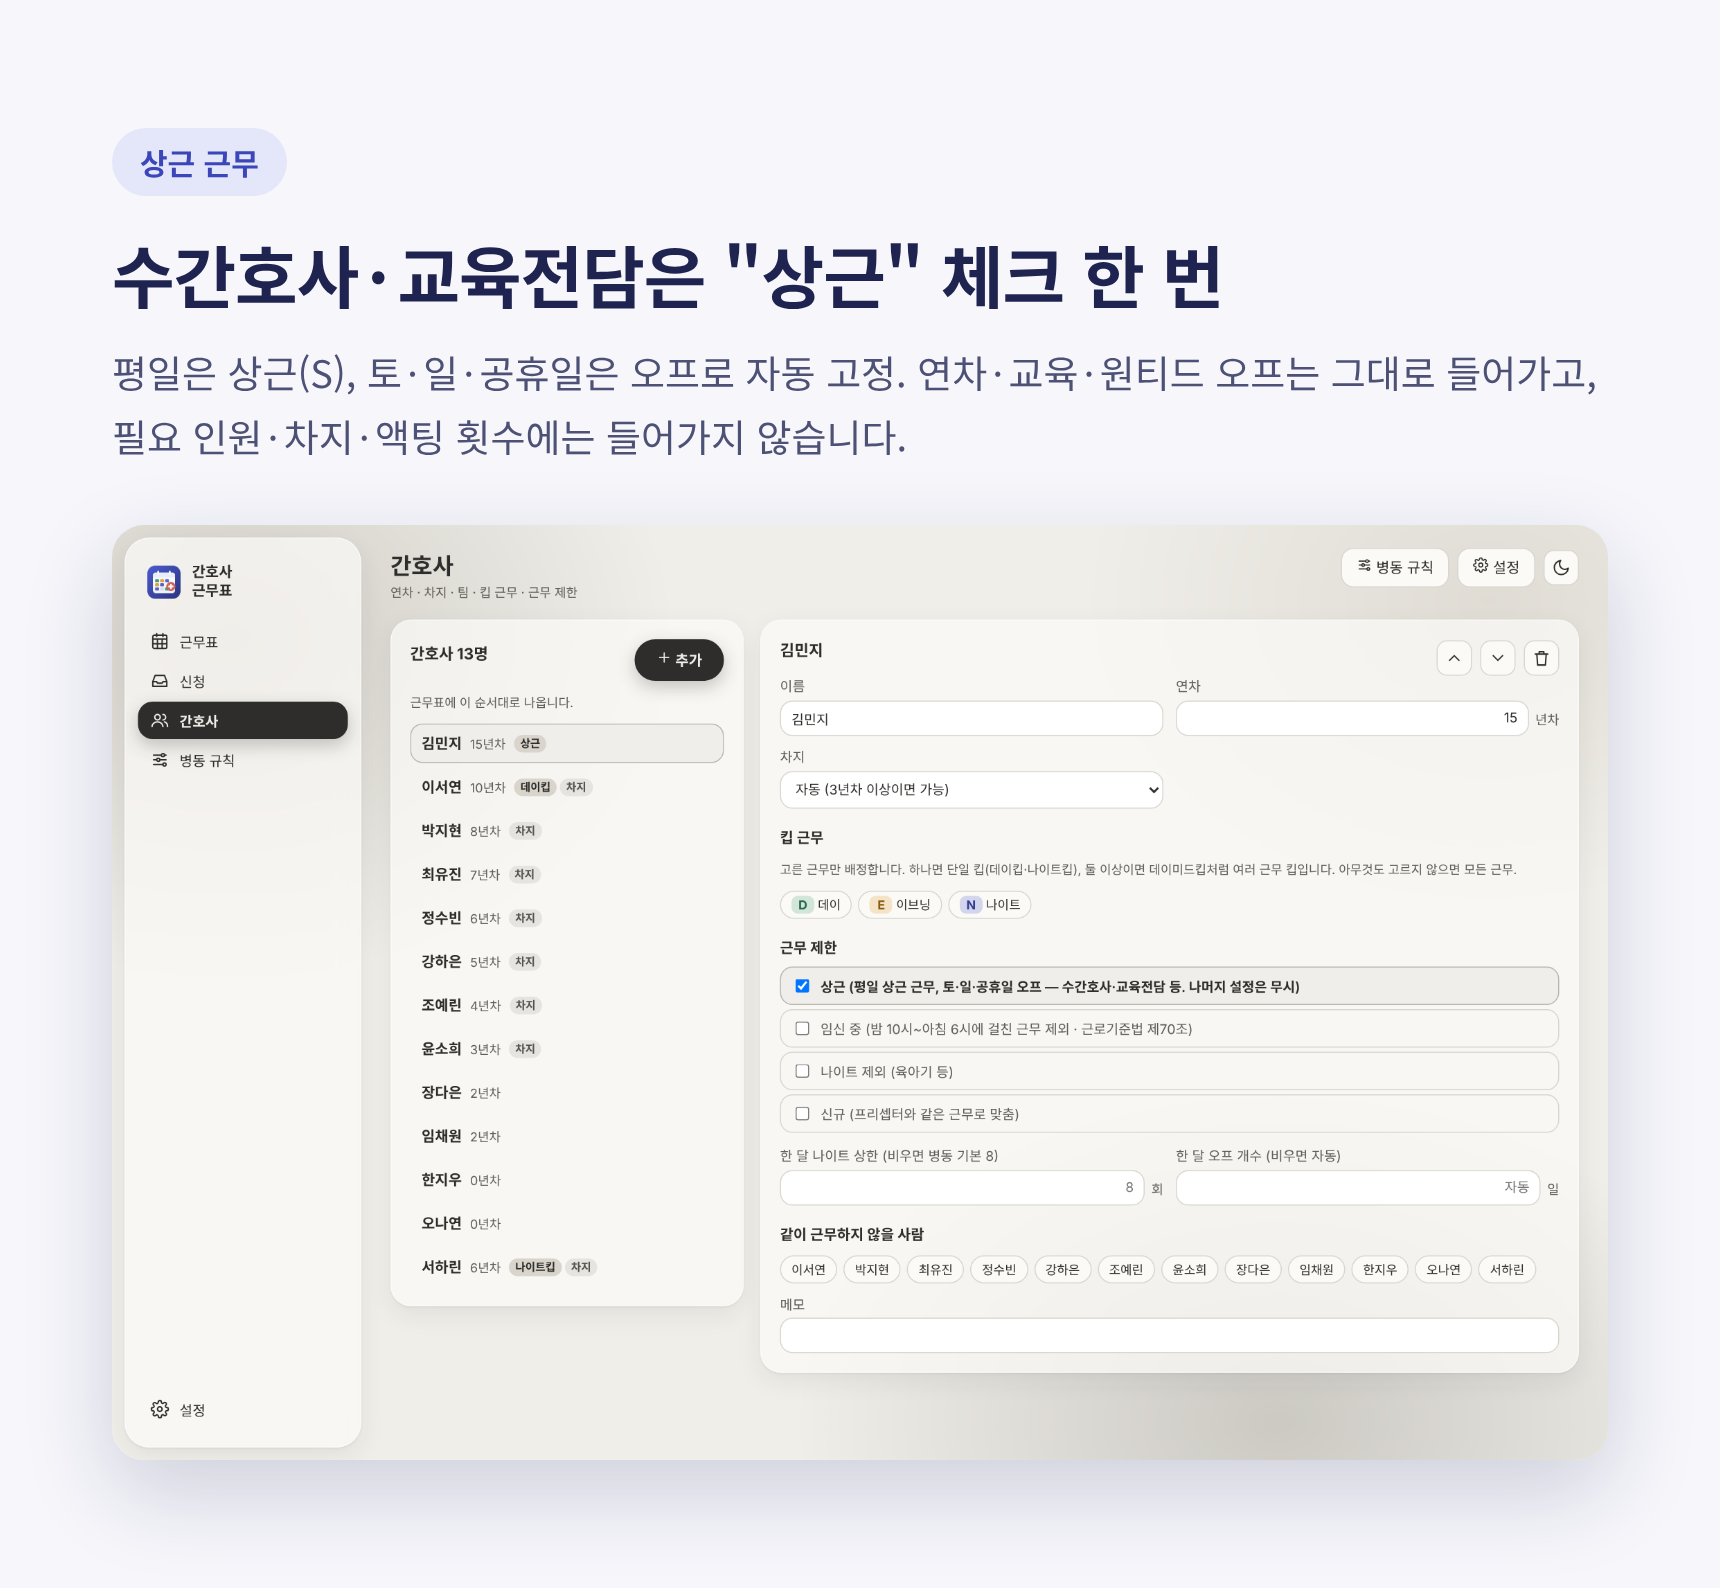 상근 근무
수간호사·교육전담은 "상근" 체크 한 번
평일은 상근(S), 토·일·공휴일은 오프로 자동 고정. 연차·교육·원티드 오프는 그대로 들어가고,
필요 인원·차지·액팅 횟수에는 들어가지 않습니다.
간호사
근무표
근무표
신청
간호사
병동 규칙
설정
간호사
연차 · 차지 · 팀 · 킵 근무 · 근무 제한
병동 규칙
설정
간호사 13명
추가
근무표에 이 순서대로 나옵니다.
김민지 15년차 상근
이서연 10년차 데이킵 차지
박지현 8년차 차지
최유진 7년차 차지
정수빈 6년차 차지
강하은 5년차 차지
조예린 4년차 차지
윤소희 3년차 차지
장다은 2년차
임채원 2년차
한지우 0년차
오나연 0년차
서하린 6년차 나이트킵 차지
김민지
이름
김민지
연차
15 년차
차지
자동 (3년차 이상이면 가능)
킵 근무
고른 근무만 배정합니다. 하나면 단일 킵(데이킵·나이트킵), 둘 이상이면 데이미드킵처럼 여러 근무 킵입니다. 아무것도 고르지 않으면 모든 근무.
D 데이 E 이브닝 N 나이트
근무 제한
상근 (평일 상근 근무, 토·일·공휴일 오프 — 수간호사·교육전담 등. 나머지 설정은 무시)
임신 중 (밤 10시~아침 6시에 걸친 근무 제외 · 근로기준법 제70조)
나이트 제외 (육아기 등)
신규 (프리셉터와 같은 근무로 맞춤)
한 달 나이트 상한 (비우면 병동 기본 8)
8 회
한 달 오프 개수 (비우면 자동)
자동 일
같이 근무하지 않을 사람
이서연 박지현 최유진 정수빈 강하은 조예린 윤소희 장다은 임채원 한지우 오나연 서하린
메모